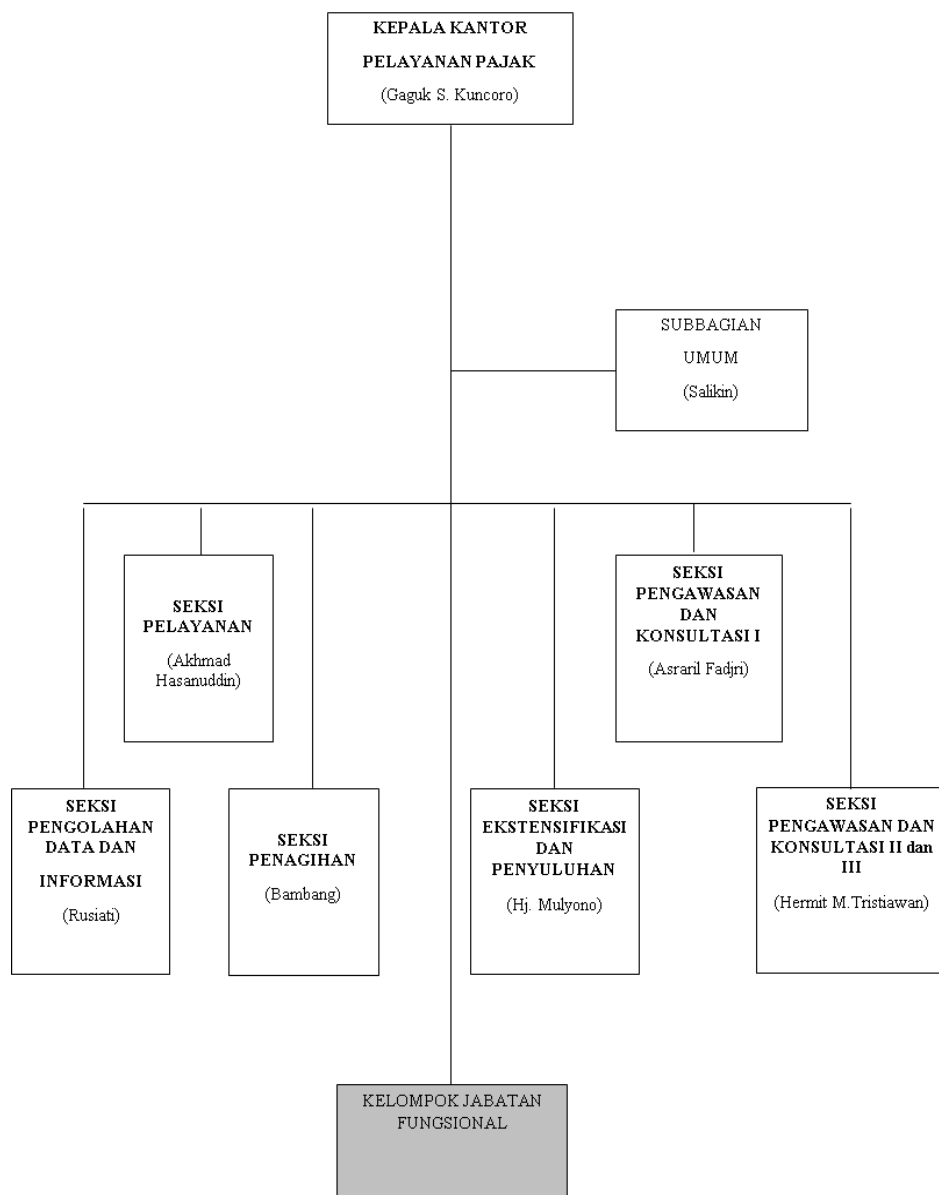 KEPALA KANTOR
PELAYANAN PAJAK
(Gaguk S. Kuncoro)
SUBBAGIAN
UMUM
(Salikin)
SEKSI
PELAYANAN
(Akhmad
Hasanuddin)
SEKSI
PENGAWASAN
DAN
KONSULTASI I
(Asraril Fadjri)
SEKSI
PENGOLAHAN
DATA DAN
INFORMASI
(Rusiati)
SEKSI
PENAGIHAN
(Bambang)
SEKSI
EKSTENSIFIKASI
DAN
PENYULUHAN
(Hj. Mulyono)
SEKSI
PENGAWASAN DAN
KONSULTASI II dan
III
(Hermit M.Tristiawan)
KELOMPOK JABATAN
FUNGSIONAL